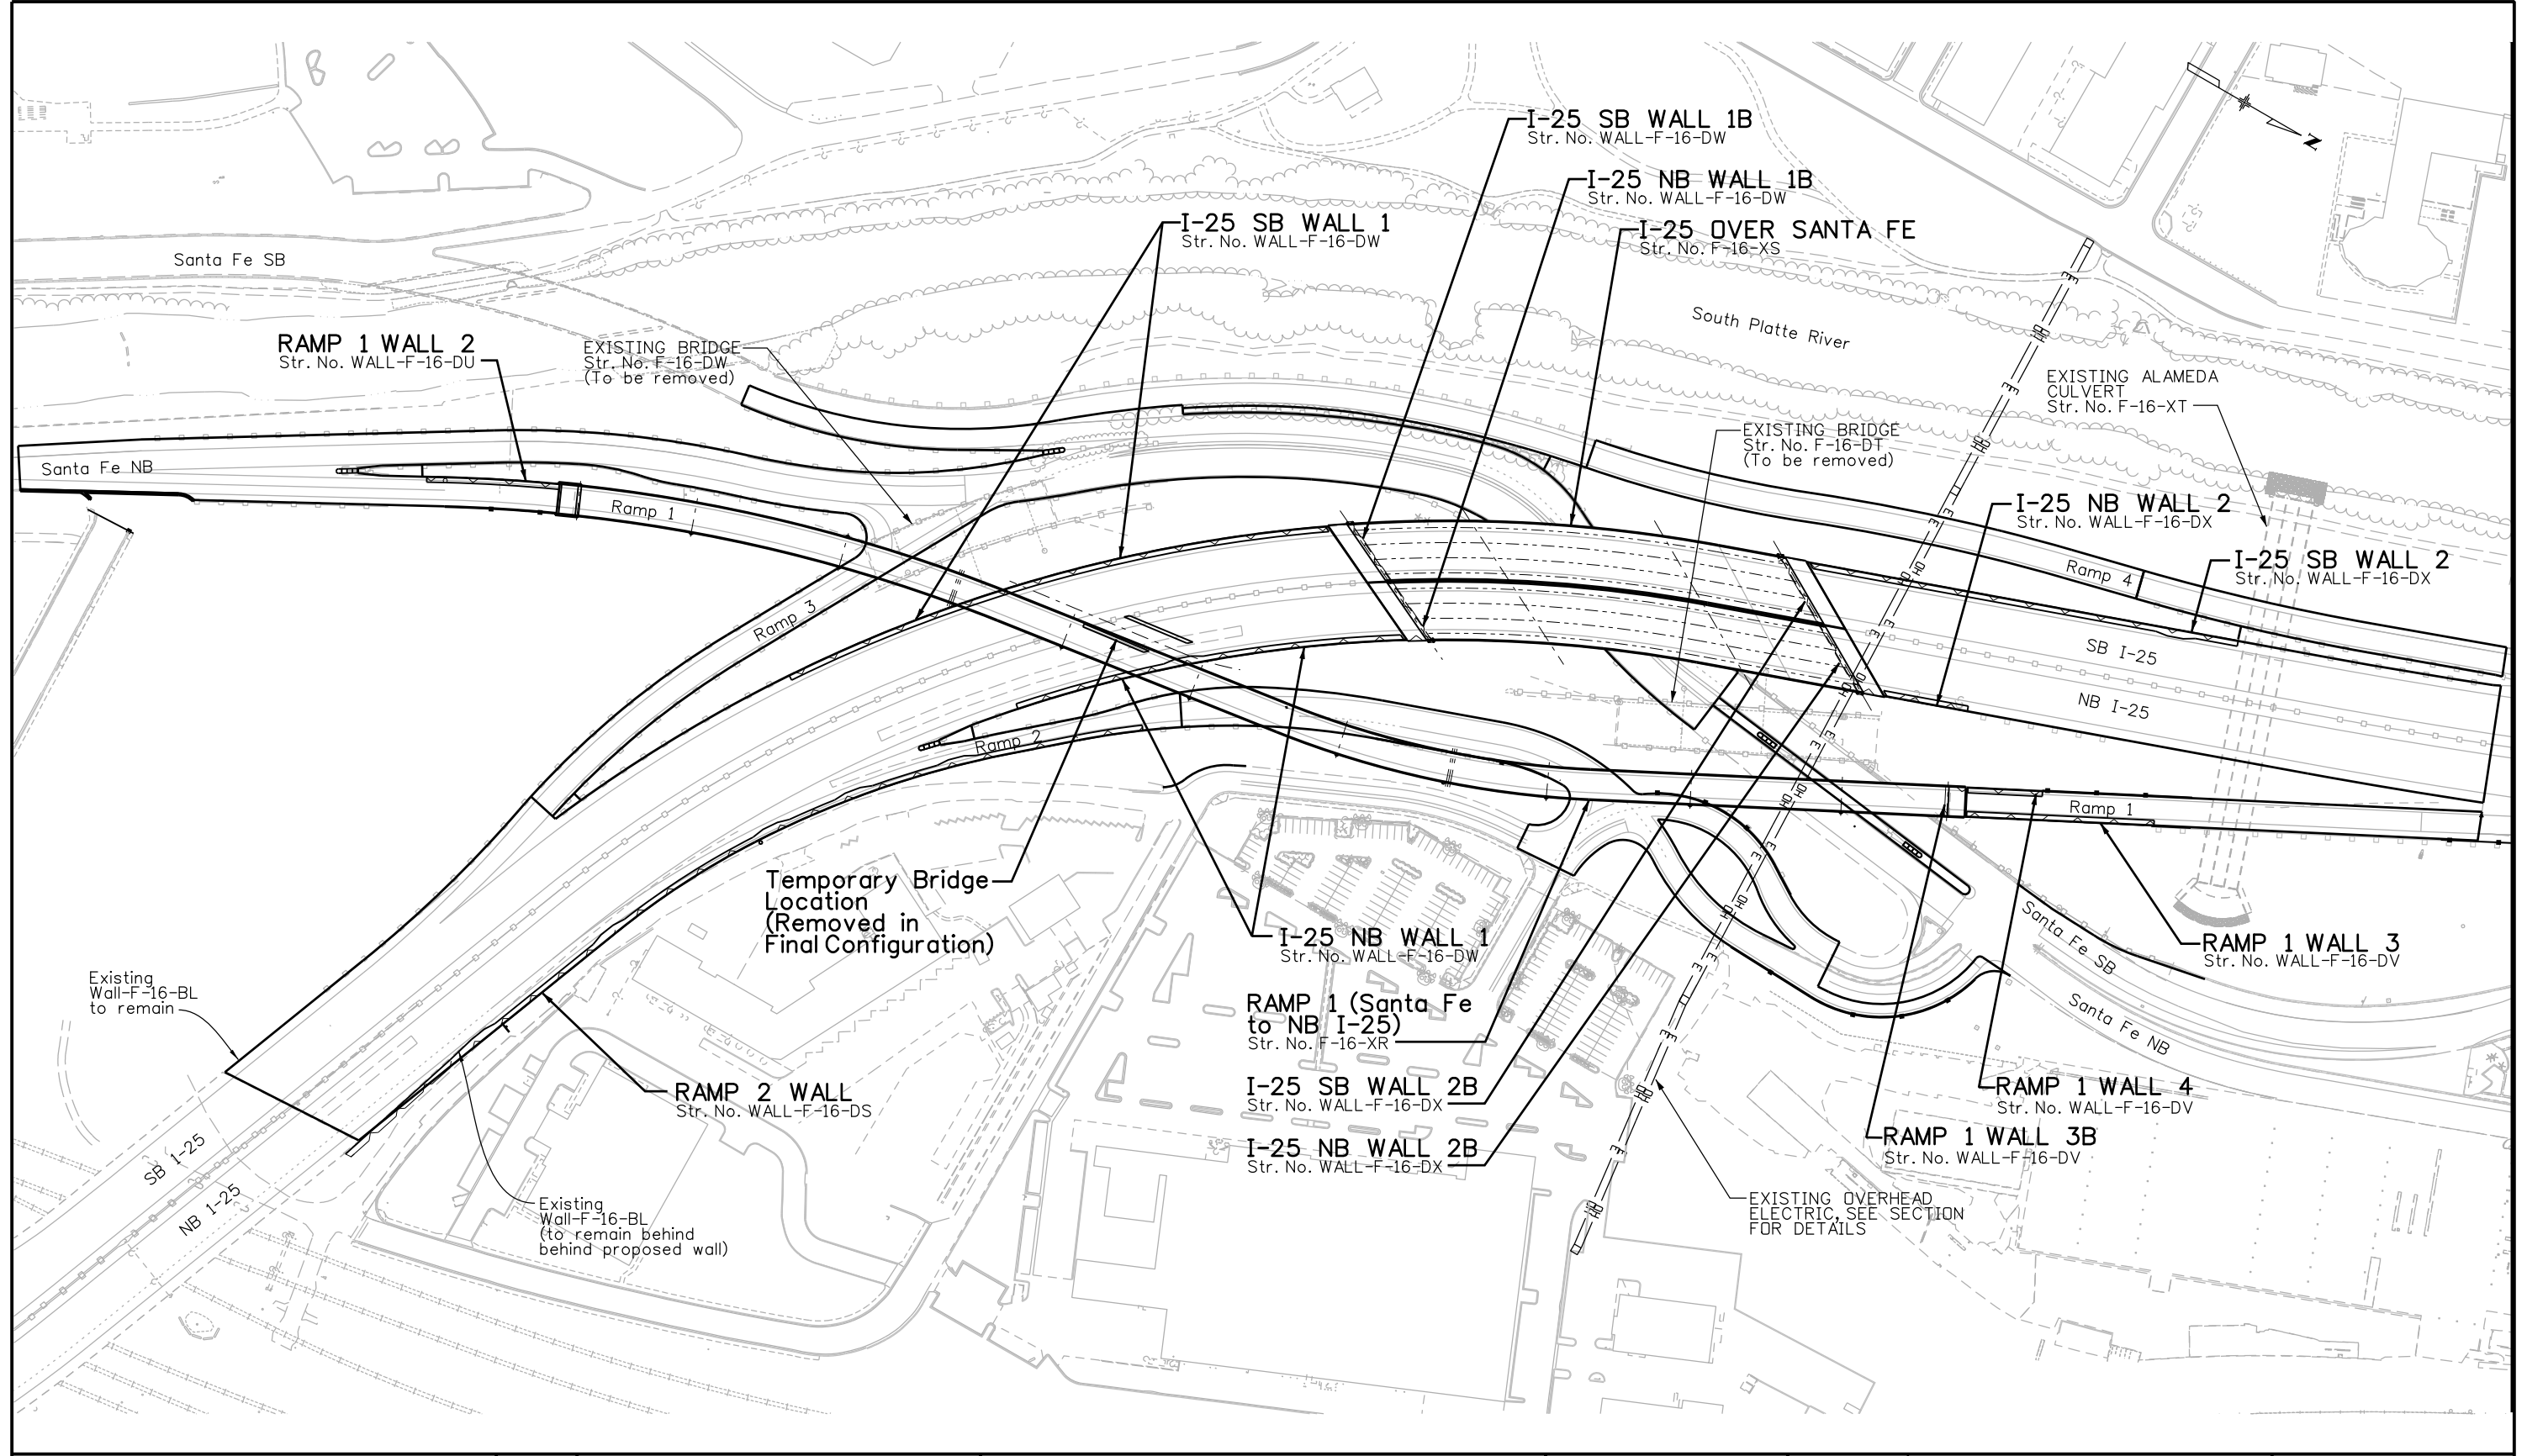 I-25 SB WALL 1B
Str. No. WALL-F-16-DW
I-25 NB WALL 1B
Str. No. WALL-F-16-DW
I-25 SB WALL 1
Str. No. WALL-F-16-DW
I-25 OVER SANTA FE
Str. No. F-16-XS
N
Santa Fe SB
South Platte River
RAMP 1 WALL 2
Str. No. WALL-F-16-DU
EXISTING BRIDGE
Str. No. F-16-DW
(To be removed)
EXISTING ALAMEDA
CULVERT
Str. No. F-16-XT
EXISTING BRIDGE
Str. No. F-16-DT
(To be removed)
Santa Fe NB
Ramp 1
I-25 NB WALL 2
Str. No. WALL-F-16-DX
I-25 SB WALL 2
Str. No. WALL-F-16-DX
Ramp 4
Ramp 3
SB I-25
NB I-25
Ramp 2
Ramp 1
Temporary Bridge
Location
(Removed in
Final Configuration)
I-25 NB WALL 1
Str. No. WALL-F-16-DW
Santa Fe SB
RAMP 1 WALL 3
Str. No. WALL-F-16-DV
Existing
Wall-F-16-BL
to remain
RAMP 1 (Santa Fe
to NB I-25)
Str. No. F-16-XR
Santa Fe NB
RAMP 2 WALL
Str. No. WALL-F-16-DS
I-25 SB WALL 2B
Str. No. WALL-F-16-DX
RAMP 1 WALL 4
Str. No. WALL-F-16-DV
RAMP 1 WALL 3B
Str. No. WALL-F-16-DV
I-25 NB WALL 2B
Str. No. WALL-F-16-DX
SB 1-25
NB 1-25
Existing
Wall-F-16-BL
(to remain behind
behind proposed wall)
EXISTING OVERHEAD
ELECTRIC, SEE SECTION
FOR DETAILS